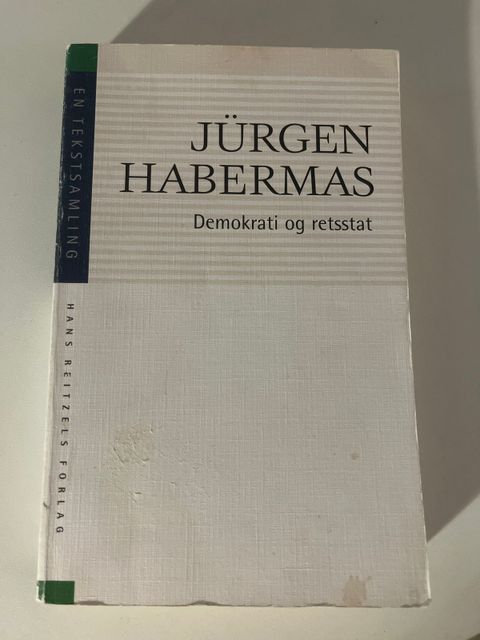 JÜRGEN
HABERMAS
Demokrati og retsstat
EN TEKSTSAMLING
HANS REITZELS FORLAG